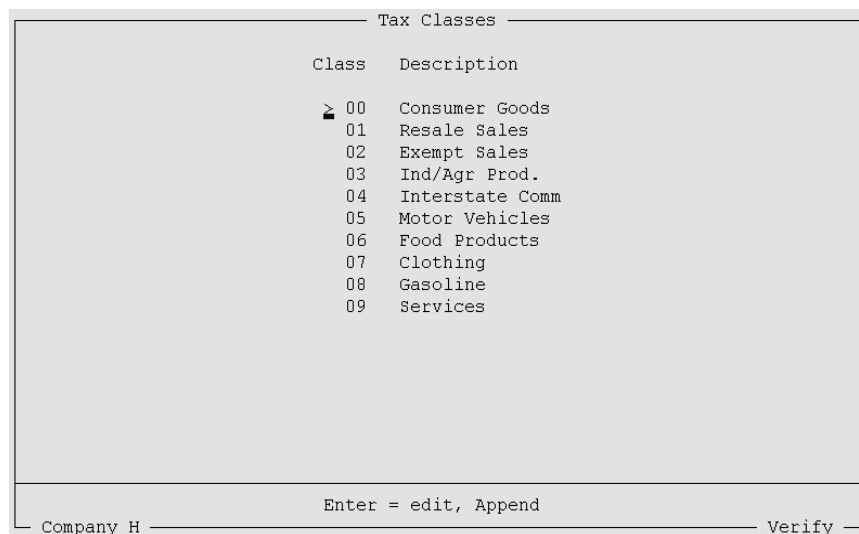 Tax Classes
Class Description
> 00 Consumer Goods
01 Resale Sales
02 Exempt Sales
03 Ind/Agr Prod.
04 Interstate Comm
05 Motor Vehicles
06 Food Products
07 Clothing
08 Gasoline
09 Services
Enter = edit, Append
Company H Verify